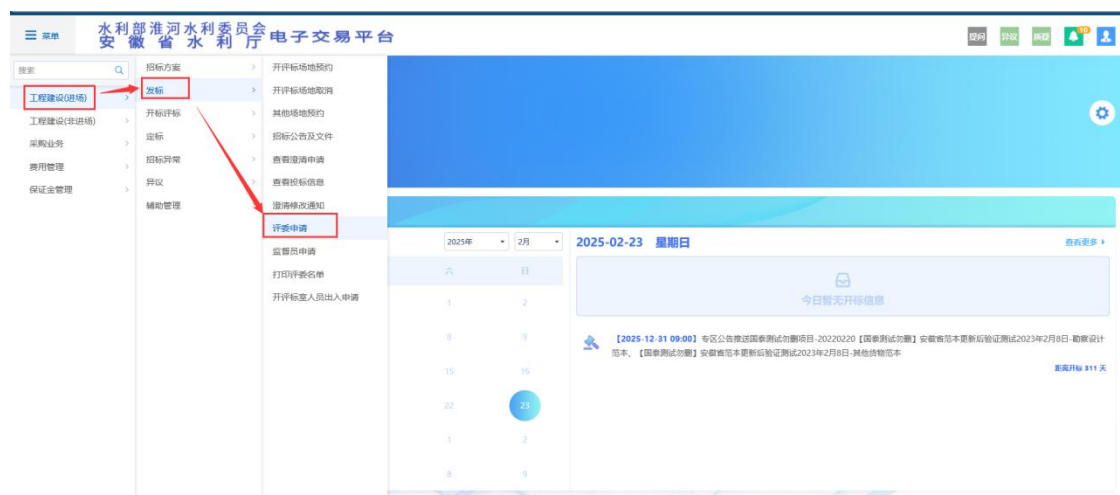 菜单
水利部淮河水利委员会
安徽省水利厅
电子交易平台
提问
异议
质疑
搜索
工程建设(进场)
工程建设(非进场)
采购业务
费用管理
保证金管理
招标方案
发标
开标评标
定标
招标异常
异议
辅助管理
开评标场地预约
开评标场地取消
其他场地预约
招标公告及文件
查看澄清申请
查看投标信息
澄清修改通知
评委申请
监督员申请
打印评委名单
开评标室人员出入申请
2025年
2月
六 日
1 2
8 9
15 16
22 23
1 2
8 9
2025-02-23 星期日
查看更多
今日暂无开标信息
【2025-12-31 09:00】专区公告推送国泰测试勿删项目-20220220【国泰测试勿删】安徽省范本更新后验证测试2023年2月8日-勘察设计
范本、【国泰测试勿删】安徽省范本更新后验证测试2023年2月8日-其他货物范本
距离开标 311 天